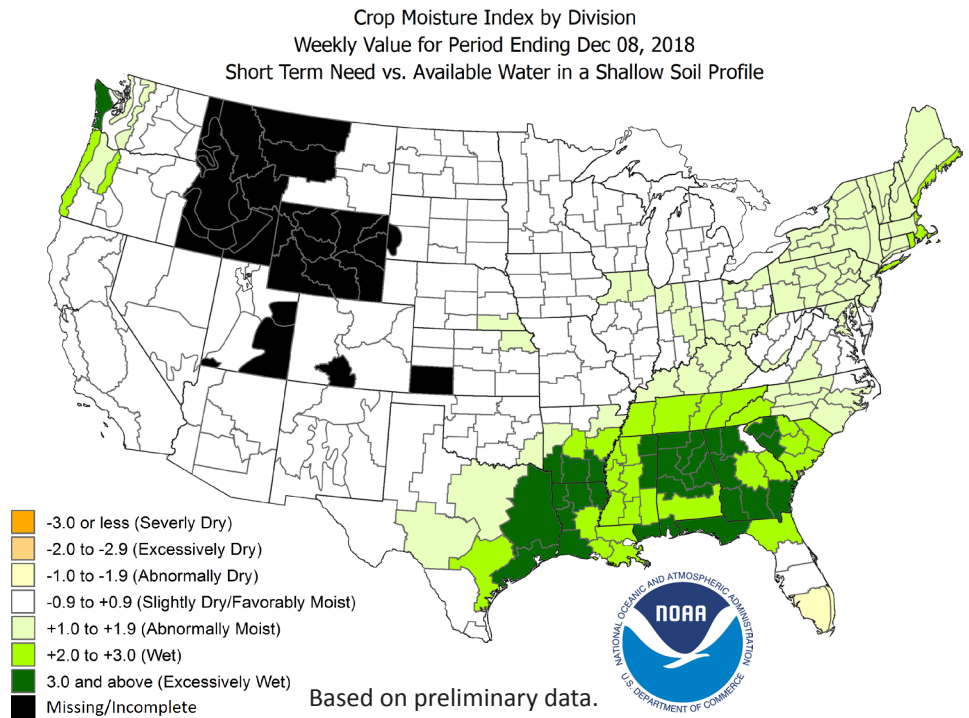 Crop Moisture Index by Division
Weekly Value for Period Ending Dec 08, 2018
Short Term Need vs. Available Water in a Shallow Soil Profile
-3.0 or less (Severly Dry)
-2.0 to -2.9 (Excessively Dry)
-1.0 to -1.9 (Abnormally Dry)
-0.9 to +0.9 (Slightly Dry/Favorably Moist)
+1.0 to +1.9 (Abnormally Moist)
+2.0 to +3.0 (Wet)
3.0 and above (Excessively Wet)
Missing/Incomplete
Based on preliminary data.
NATIONAL OCEANIC AND ATMOSPHERIC ADMINISTRATION
NOAA
U.S. DEPARTMENT OF COMMERCE